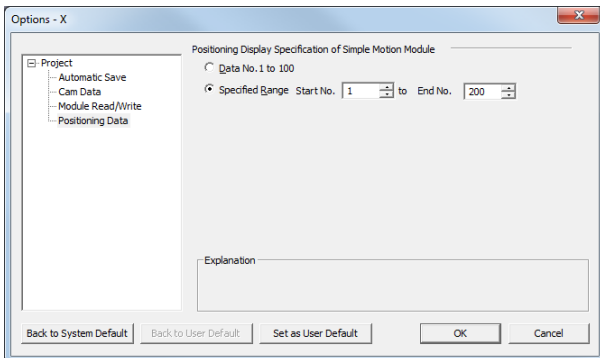 Options - X
Project
Automatic Save
Cam Data
Module Read/Write
Positioning Data
Positioning Display Specification of Simple Motion Module
Data No.1 to 100
Specified Range Start No. 1 to End No. 200
Explanation
Back to System Default Back to User Default Set as User Default OK Cancel